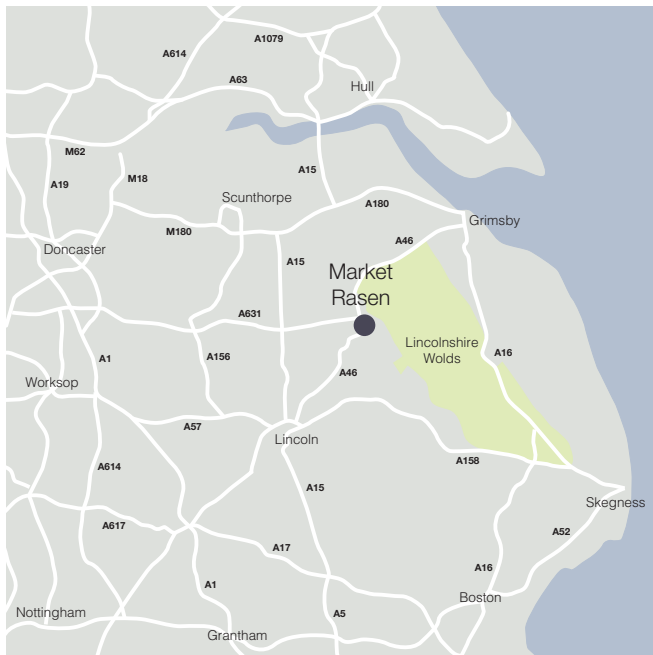 A1079
A614
A63
Hull
M62
A15
M18
A19
Scunthorpe
A180
Grimsby
M180
A46
Doncaster
A15
Market
Rasen
A631
Lincolnshire
Wolds
A16
A156
A1
A46
Worksop
A57
Lincoln
A158
A614
A15
Skegness
A617
A52
A17
A16
A1
Boston
Nottingham
A5
Grantham